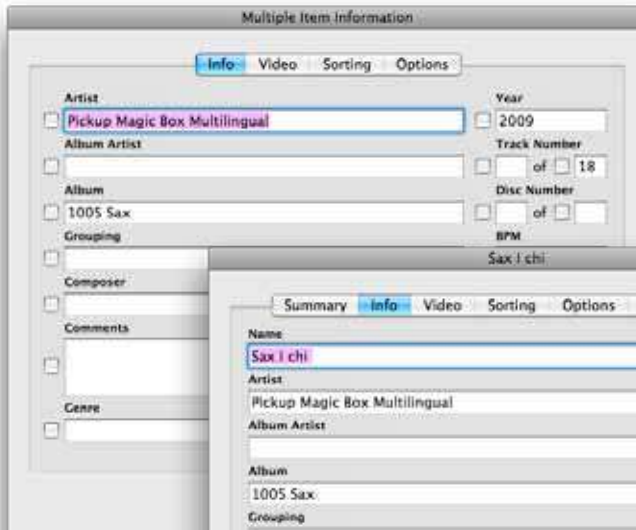 Multiple Item Information
Info Video Sorting Options
Artist Year
Pickup Magic Box Multilingual 2009
Album Artist Track Number
of 18
Album Disc Number
1005 Sax of
Grouping BPM
Sax I chi
Composer
Summary Info Video Sorting Options
Comments
Name
Sax I chi
Artist
Pickup Magic Box Multilingual
Genre
Album Artist
Album
1005 Sax
Grouping